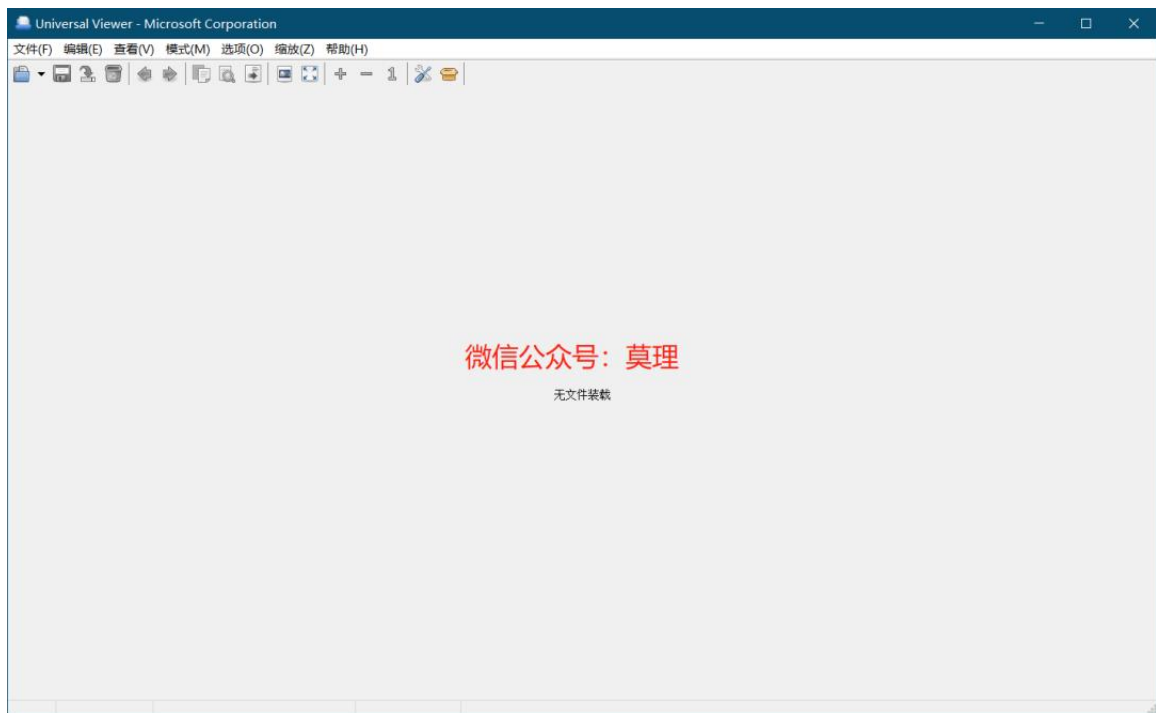 Universal Viewer - Microsoft Corporation
文件(F) 编辑(E) 查看(V) 模式(M) 选项(O) 缩放(Z) 帮助(H)
1
微信公众号：莫理
无文件装载